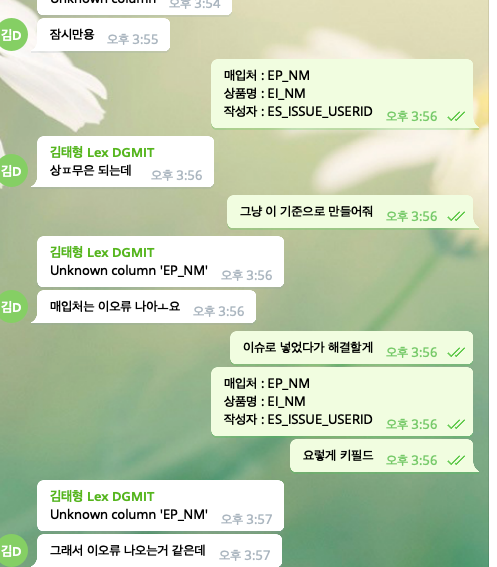 Unknown column 오후 3:54
김D
잠시만용 오후 3:55
매입처 : EP_NM
상품명 : EI_NM
작성자 : ES_ISSUE_USERID 오후 3:56
김태형 Lex DGMIT
김D
상ㅍ무은 되는데 오후 3:56
그냥 이 기준으로 만들어줘 오후 3:56
김태형 Lex DGMIT
Unknown column 'EP_NM' 오후 3:56
김D
매입처는 이오류 나아ㅗ요 오후 3:56
이슈로 넣었다가 해결할게 오후 3:56
매입처 : EP_NM
상품명 : EI_NM
작성자 : ES_ISSUE_USERID 오후 3:56
요렇게 키필드 오후 3:56
김태형 Lex DGMIT
Unknown column 'EP_NM' 오후 3:57
김D
그래서 이오류 나오는거 같은데 오후 3:57